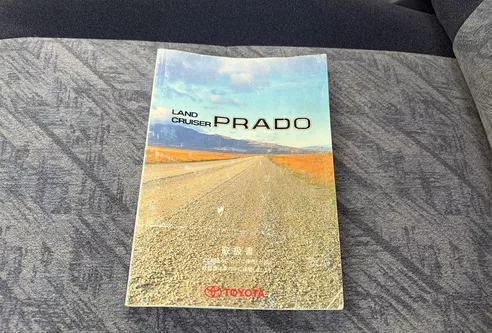 LAND
CRUISER PRADO
取扱書
TOYOTA